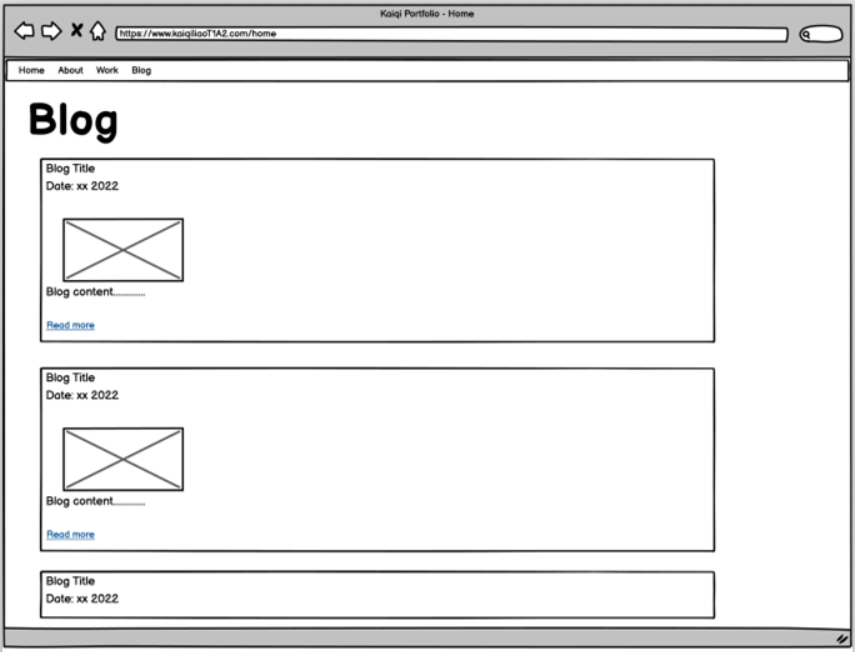 Kaiqi Portfolio - Home
https://www.kaiqiliaoT1A2.com/home
Home About Work Blog
Blog
Blog Title
Date: xx 2022
Blog content.............
Read more
Blog Title
Date: xx 2022
Blog content.............
Read more
Blog Title
Date: xx 2022